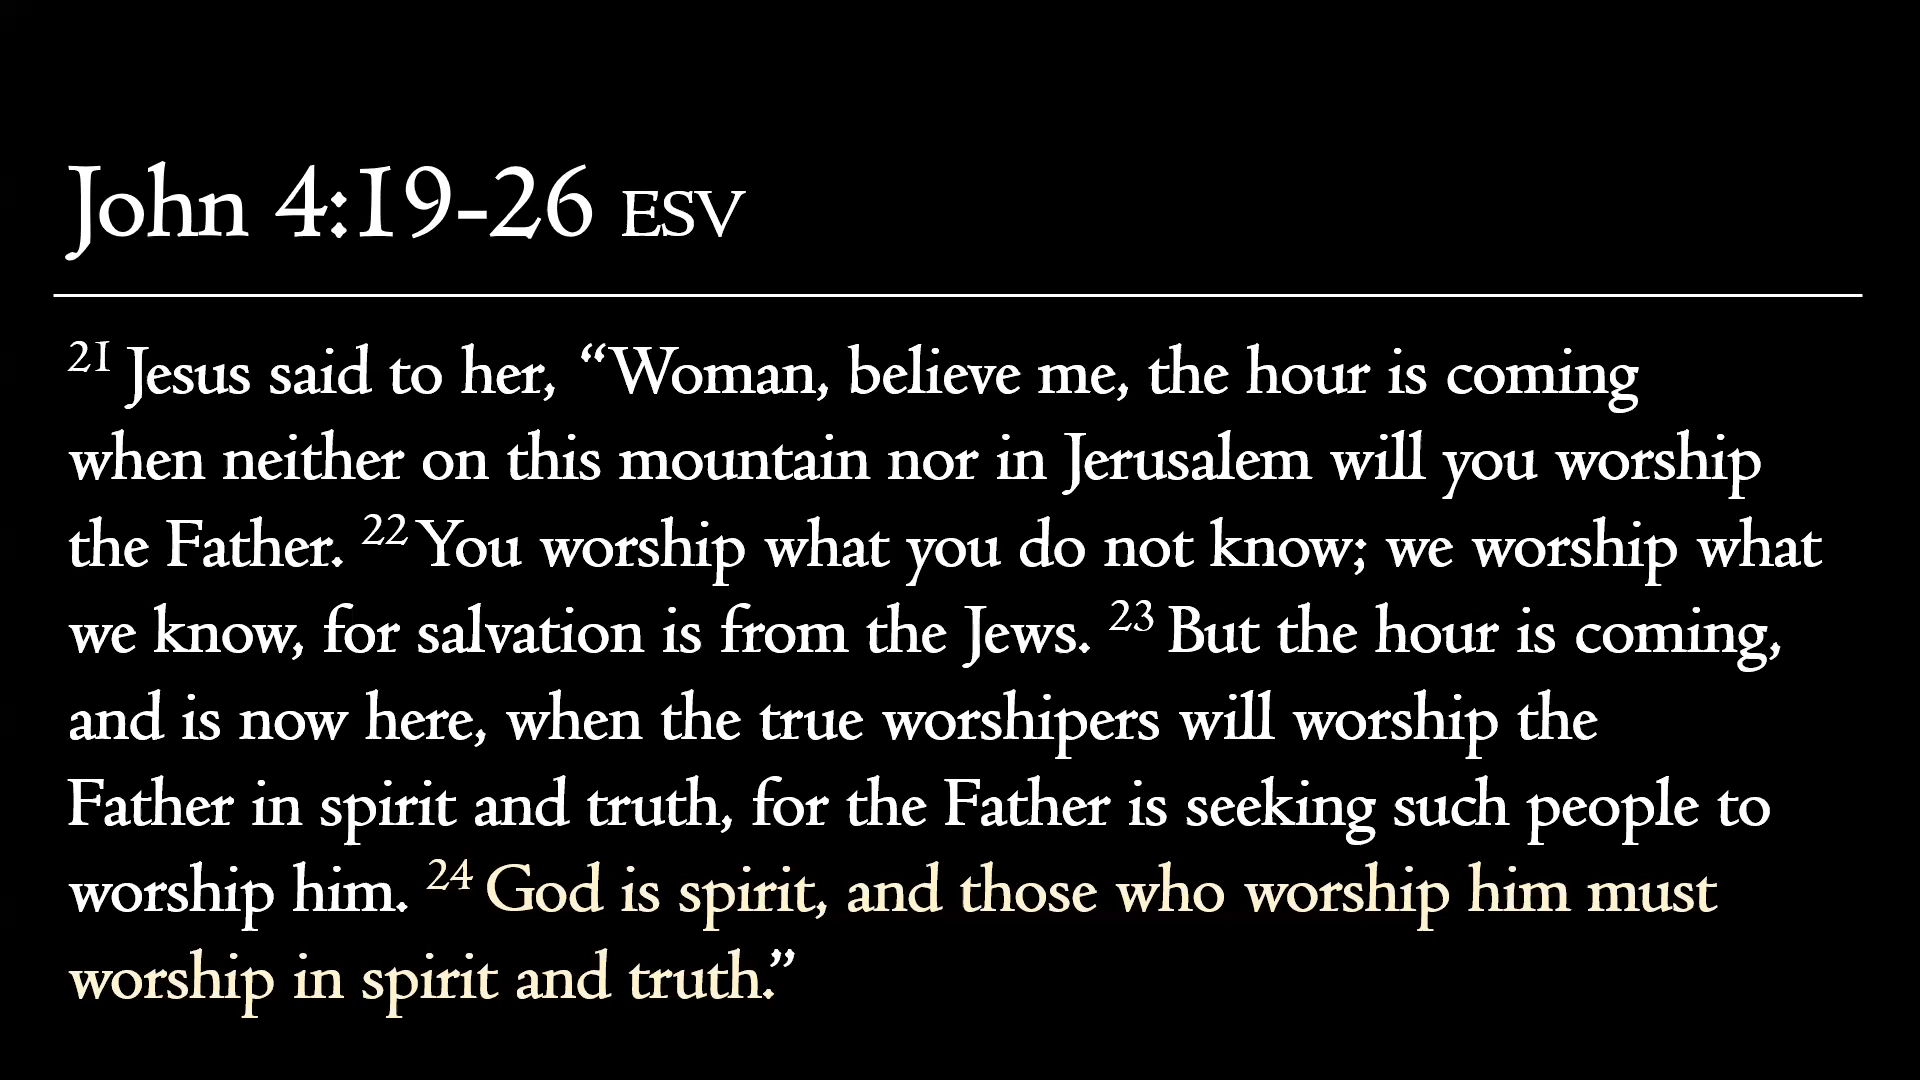 John 4:19-26 ESV
21 Jesus said to her, “Woman, believe me, the hour is coming
when neither on this mountain nor in Jerusalem will you worship
the Father. 22 You worship what you do not know; we worship what
we know, for salvation is from the Jews. 23 But the hour is coming,
and is now here, when the true worshipers will worship the
Father in spirit and truth, for the Father is seeking such people to
worship him. 24 God is spirit, and those who worship him must
worship in spirit and truth.”